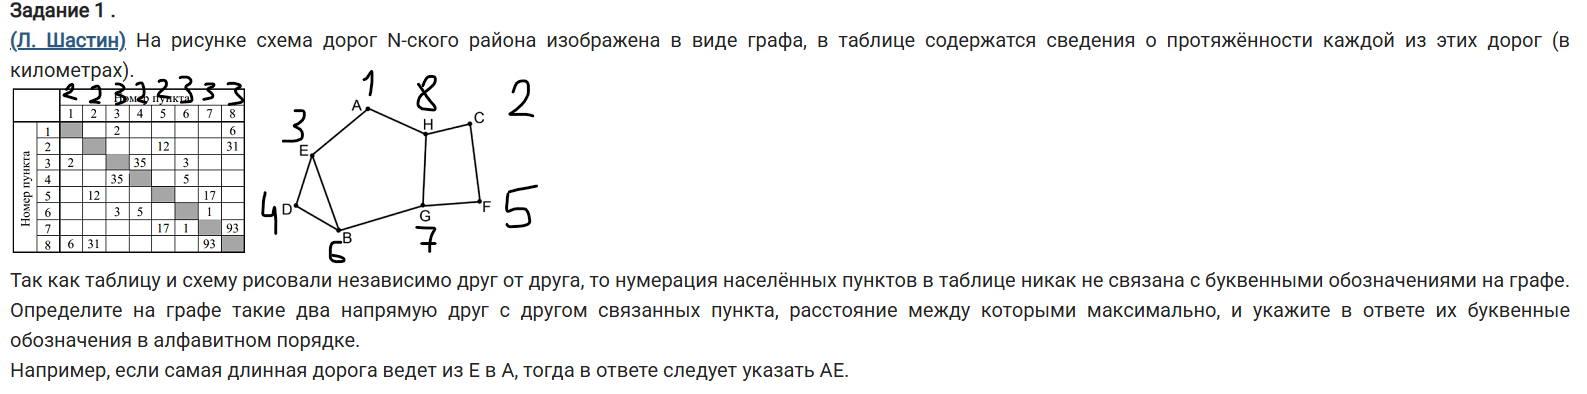 Задание 1 .
(Л. Шастин) На рисунке схема дорог N-ского района изображена в виде графа, в таблице содержатся сведения о протяжённости каждой из этих дорог (в
километрах).
2 2 3 2 2 3 3 3
Номер пункта
1 2 3 4 5 6 7 8
Номер пункта
1 2 6
2 12 31
3 2 35 3
4 35 5
5 12 17
6 3 5 1
7 17 1 93
8 6 31 93
1 8 2
A H C
3
E
4 D B G F 5
6 7
Так как таблицу и схему рисовали независимо друг от друга, то нумерация населённых пунктов в таблице никак не связана с буквенными обозначениями на графе.
Определите на графе такие два напрямую друг с другом связанных пункта, расстояние между которыми максимально, и укажите в ответе их буквенные
обозначения в алфавитном порядке.
Например, если самая длинная дорога ведет из E в A, тогда в ответе следует указать AE.